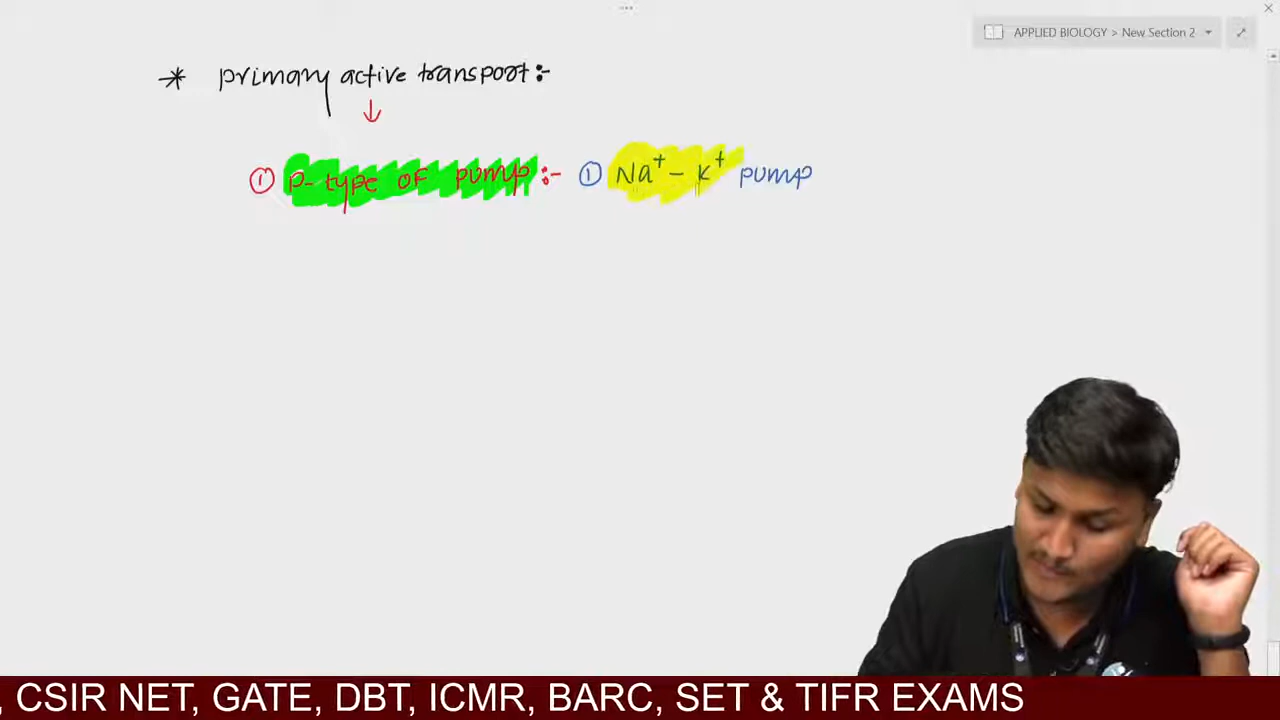 APPLIED BIOLOGY > New Section 2
* primary active transport:-
↓
① P-type of pump :- ① Na⁺ - K⁺ pump
, CSIR NET, GATE, DBT, ICMR, BARC, SET & TIFR EXAMS